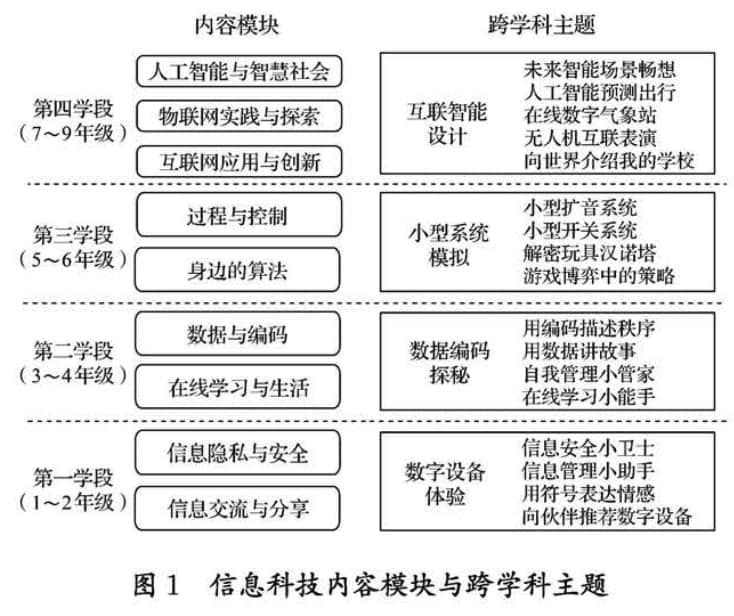 内容模块
跨学科主题
第四学段
（7～9年级）
人工智能与智慧社会
物联网实践与探索
互联网应用与创新
互联智能
设计
未来智能场景畅想
人工智能预测出行
在线数字气象站
无人机互联表演
向世界介绍我的学校
第三学段
（5～6年级）
过程与控制
身边的算法
小型系统
模拟
小型扩音系统
小型开关系统
解密玩具汉诺塔
游戏博弈中的策略
第二学段
（3～4年级）
数据与编码
在线学习与生活
数据编码
探秘
用编码描述秩序
用数据讲故事
自我管理小管家
在线学习小能手
第一学段
（1～2年级）
信息隐私与安全
信息交流与分享
数字设备
体验
信息安全小卫士
信息管理小助手
用符号表达情感
向伙伴推荐数字设备
图1 信息科技内容模块与跨学科主题